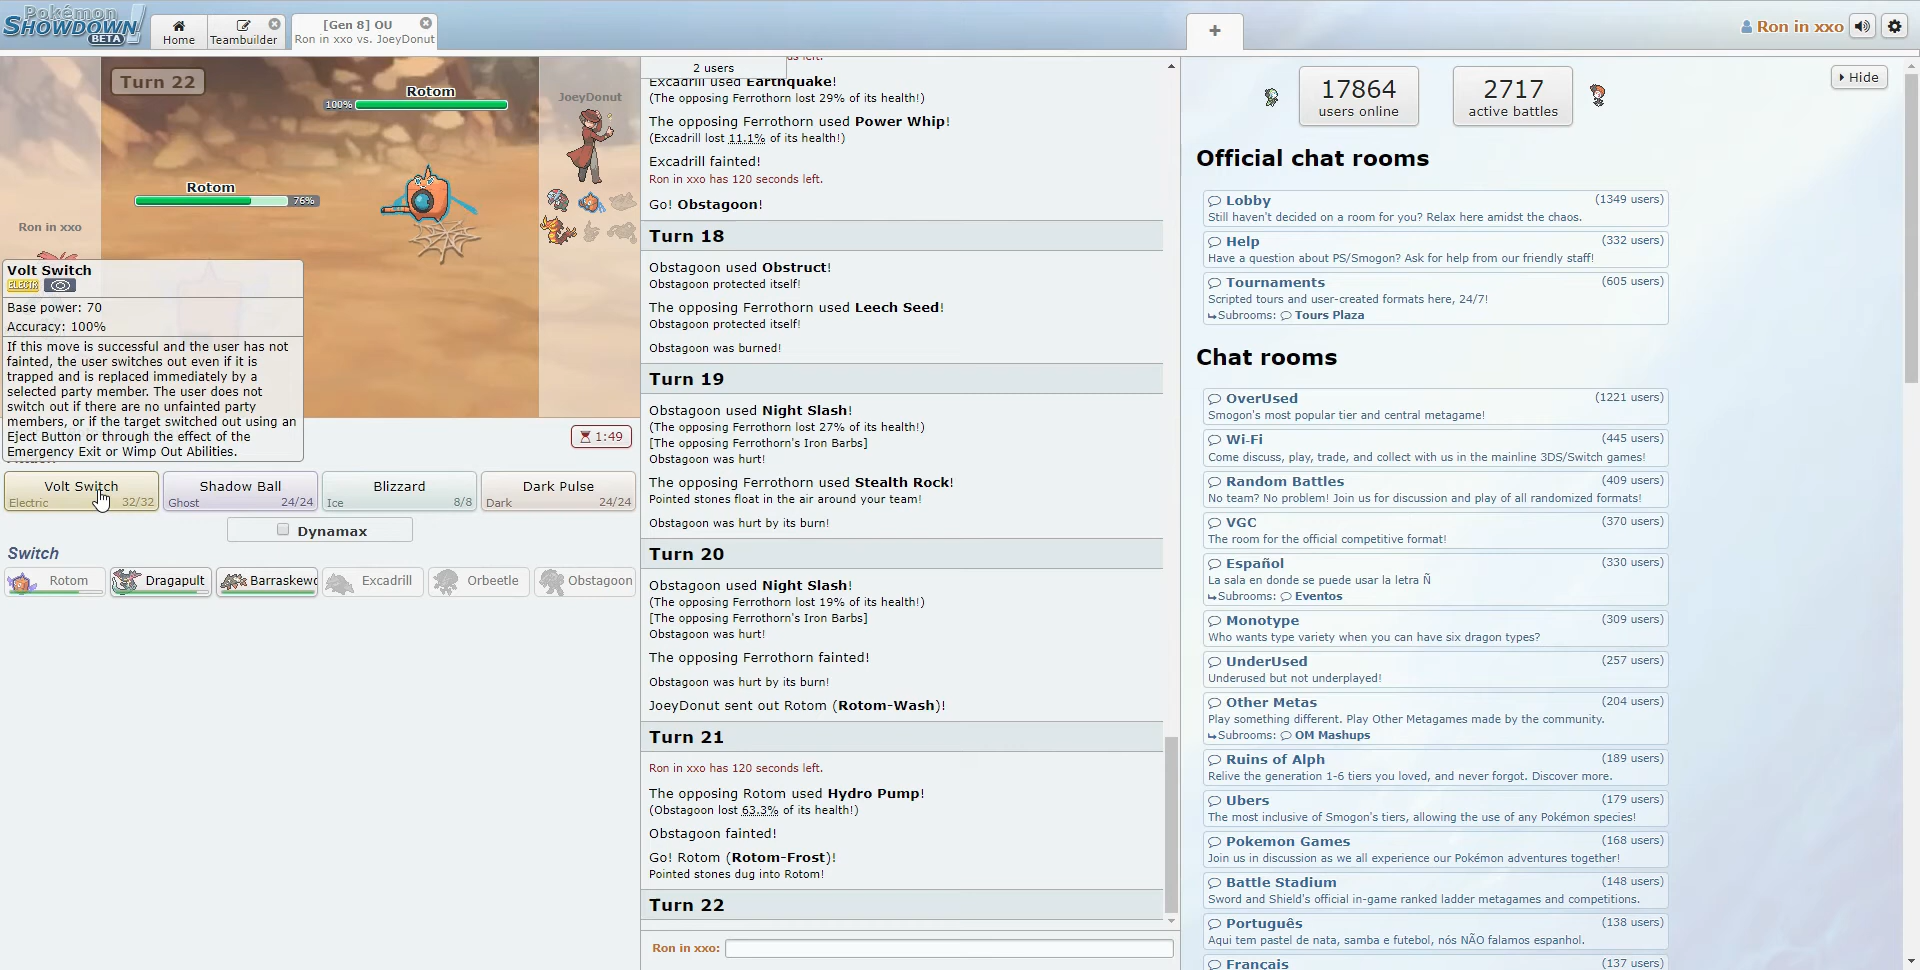 Pokémon
SHOWDOWN!
BETA
Home
Teambuilder
[Gen 8] OU
Ron in xxo vs. JoeyDonut
+
Ron in xxo
Turn 22
Rotom
100%
JoeyDonut
Rotom
76%
Ron in xxo
Volt Switch
ELECTR
Base power: 70
Accuracy: 100%
If this move is successful and the user has not
fainted, the user switches out even if it is
trapped and is replaced immediately by a
selected party member. The user does not
switch out if there are no unfainted party
members, or if the target switched out using an
Eject Button or through the effect of the
Emergency Exit or Wimp Out Abilities.
1:49
Volt Switch
Electric 32/32
Shadow Ball
Ghost 24/24
Blizzard
Ice 8/8
Dark Pulse
Dark 24/24
Dynamax
Switch
Rotom
Dragapult
Barraskewd
Excadrill
Orbeetle
Obstagoon
2 users
Excadrill used Earthquake!
(The opposing Ferrothorn lost 29% of its health!)
The opposing Ferrothorn used Power Whip!
(Excadrill lost 11.1% of its health!)
Excadrill fainted!
Ron in xxo has 120 seconds left.
Go! Obstagoon!
Turn 18
Obstagoon used Obstruct!
Obstagoon protected itself!
The opposing Ferrothorn used Leech Seed!
Obstagoon protected itself!
Obstagoon was burned!
Turn 19
Obstagoon used Night Slash!
(The opposing Ferrothorn lost 27% of its health!)
[The opposing Ferrothorn's Iron Barbs]
Obstagoon was hurt!
The opposing Ferrothorn used Stealth Rock!
Pointed stones float in the air around your team!
Obstagoon was hurt by its burn!
Turn 20
Obstagoon used Night Slash!
(The opposing Ferrothorn lost 19% of its health!)
[The opposing Ferrothorn's Iron Barbs]
Obstagoon was hurt!
The opposing Ferrothorn fainted!
Obstagoon was hurt by its burn!
JoeyDonut sent out Rotom (Rotom-Wash)!
Turn 21
Ron in xxo has 120 seconds left.
The opposing Rotom used Hydro Pump!
(Obstagoon lost 63.3% of its health!)
Obstagoon fainted!
Go! Rotom (Rotom-Frost)!
Pointed stones dug into Rotom!
Turn 22
Ron in xxo:
Hide
17864
users online
2717
active battles
Official chat rooms
Lobby (1349 users)
Still haven't decided on a room for you? Relax here amidst the chaos.
Help (332 users)
Have a question about PS/Smogon? Ask for help from our friendly staff!
Tournaments (605 users)
Scripted tours and user-created formats here, 24/7!
Subrooms: Tours Plaza
Chat rooms
OverUsed (1221 users)
Smogon's most popular tier and central metagame!
Wi-Fi (445 users)
Come discuss, play, trade, and collect with us in the mainline 3DS/Switch games!
Random Battles (409 users)
No team? No problem! Join us for discussion and play of all randomized formats!
VGC (370 users)
The room for the official competitive format!
Español (330 users)
La sala en donde se puede usar la letra Ñ
Subrooms: Efectos
Monotype (309 users)
Who wants type variety when you can have six dragon types?
UnderUsed (257 users)
Underused but not underplayed!
Other Metas (204 users)
Play something different. Play Other Metagames made by the community.
Subrooms: OM Mashups
Ruins of Alph (189 users)
Relive the generation 1-6 tiers you loved, and never forgot. Discover more.
Ubers (179 users)
The most inclusive of Smogon's tiers, allowing the use of any Pokémon species!
Pokemon Games (168 users)
Join us in discussion as we all experience our Pokémon adventures together!
Battle Stadium (148 users)
Sword and Shield's official in-game ranked ladder metagames and competitions.
Português (138 users)
Aqui tem pastel de nata, samba e futebol, nós NÃO falamos espanhol.
Français (137 users)